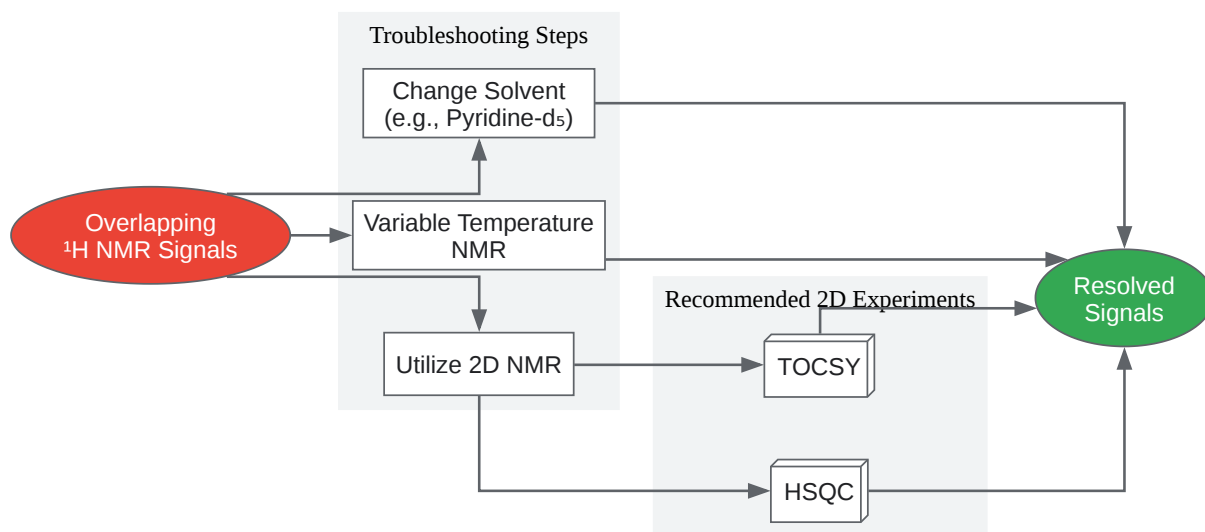 Troubleshooting Steps
Change Solvent
(e.g., Pyridine-d₅)
Overlapping
¹H NMR Signals
Variable Temperature
NMR
Recommended 2D Experiments
Resolved
Signals
Utilize 2D NMR
TOCSY
HSQC